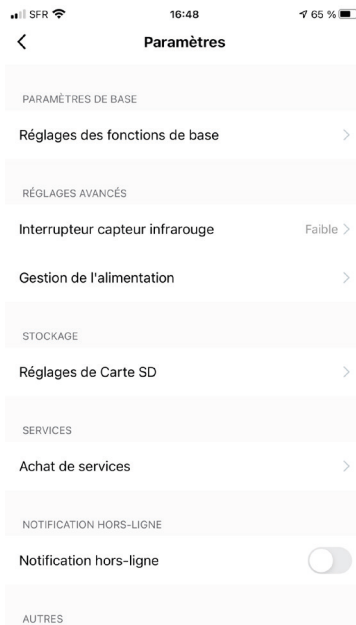 SFR 16:48 65 %
Paramètres
PARAMÈTRES DE BASE
Réglages des fonctions de base
RÉGLAGES AVANCÉS
Interrupteur capteur infrarouge Faible
Gestion de l'alimentation
STOCKAGE
Réglages de Carte SD
SERVICES
Achat de services
NOTIFICATION HORS-LIGNE
Notification hors-ligne
AUTRES